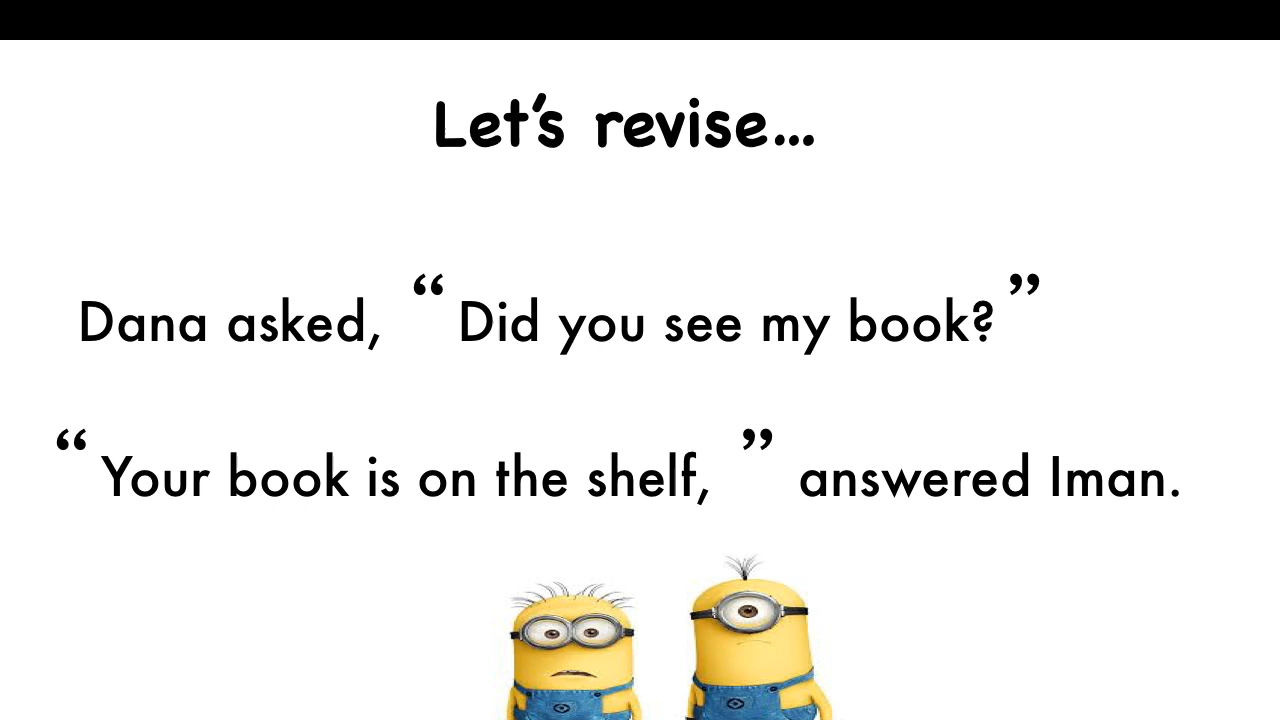 Let's revise...
Dana asked, “Did you see my book?”
“Your book is on the shelf,” answered Iman.